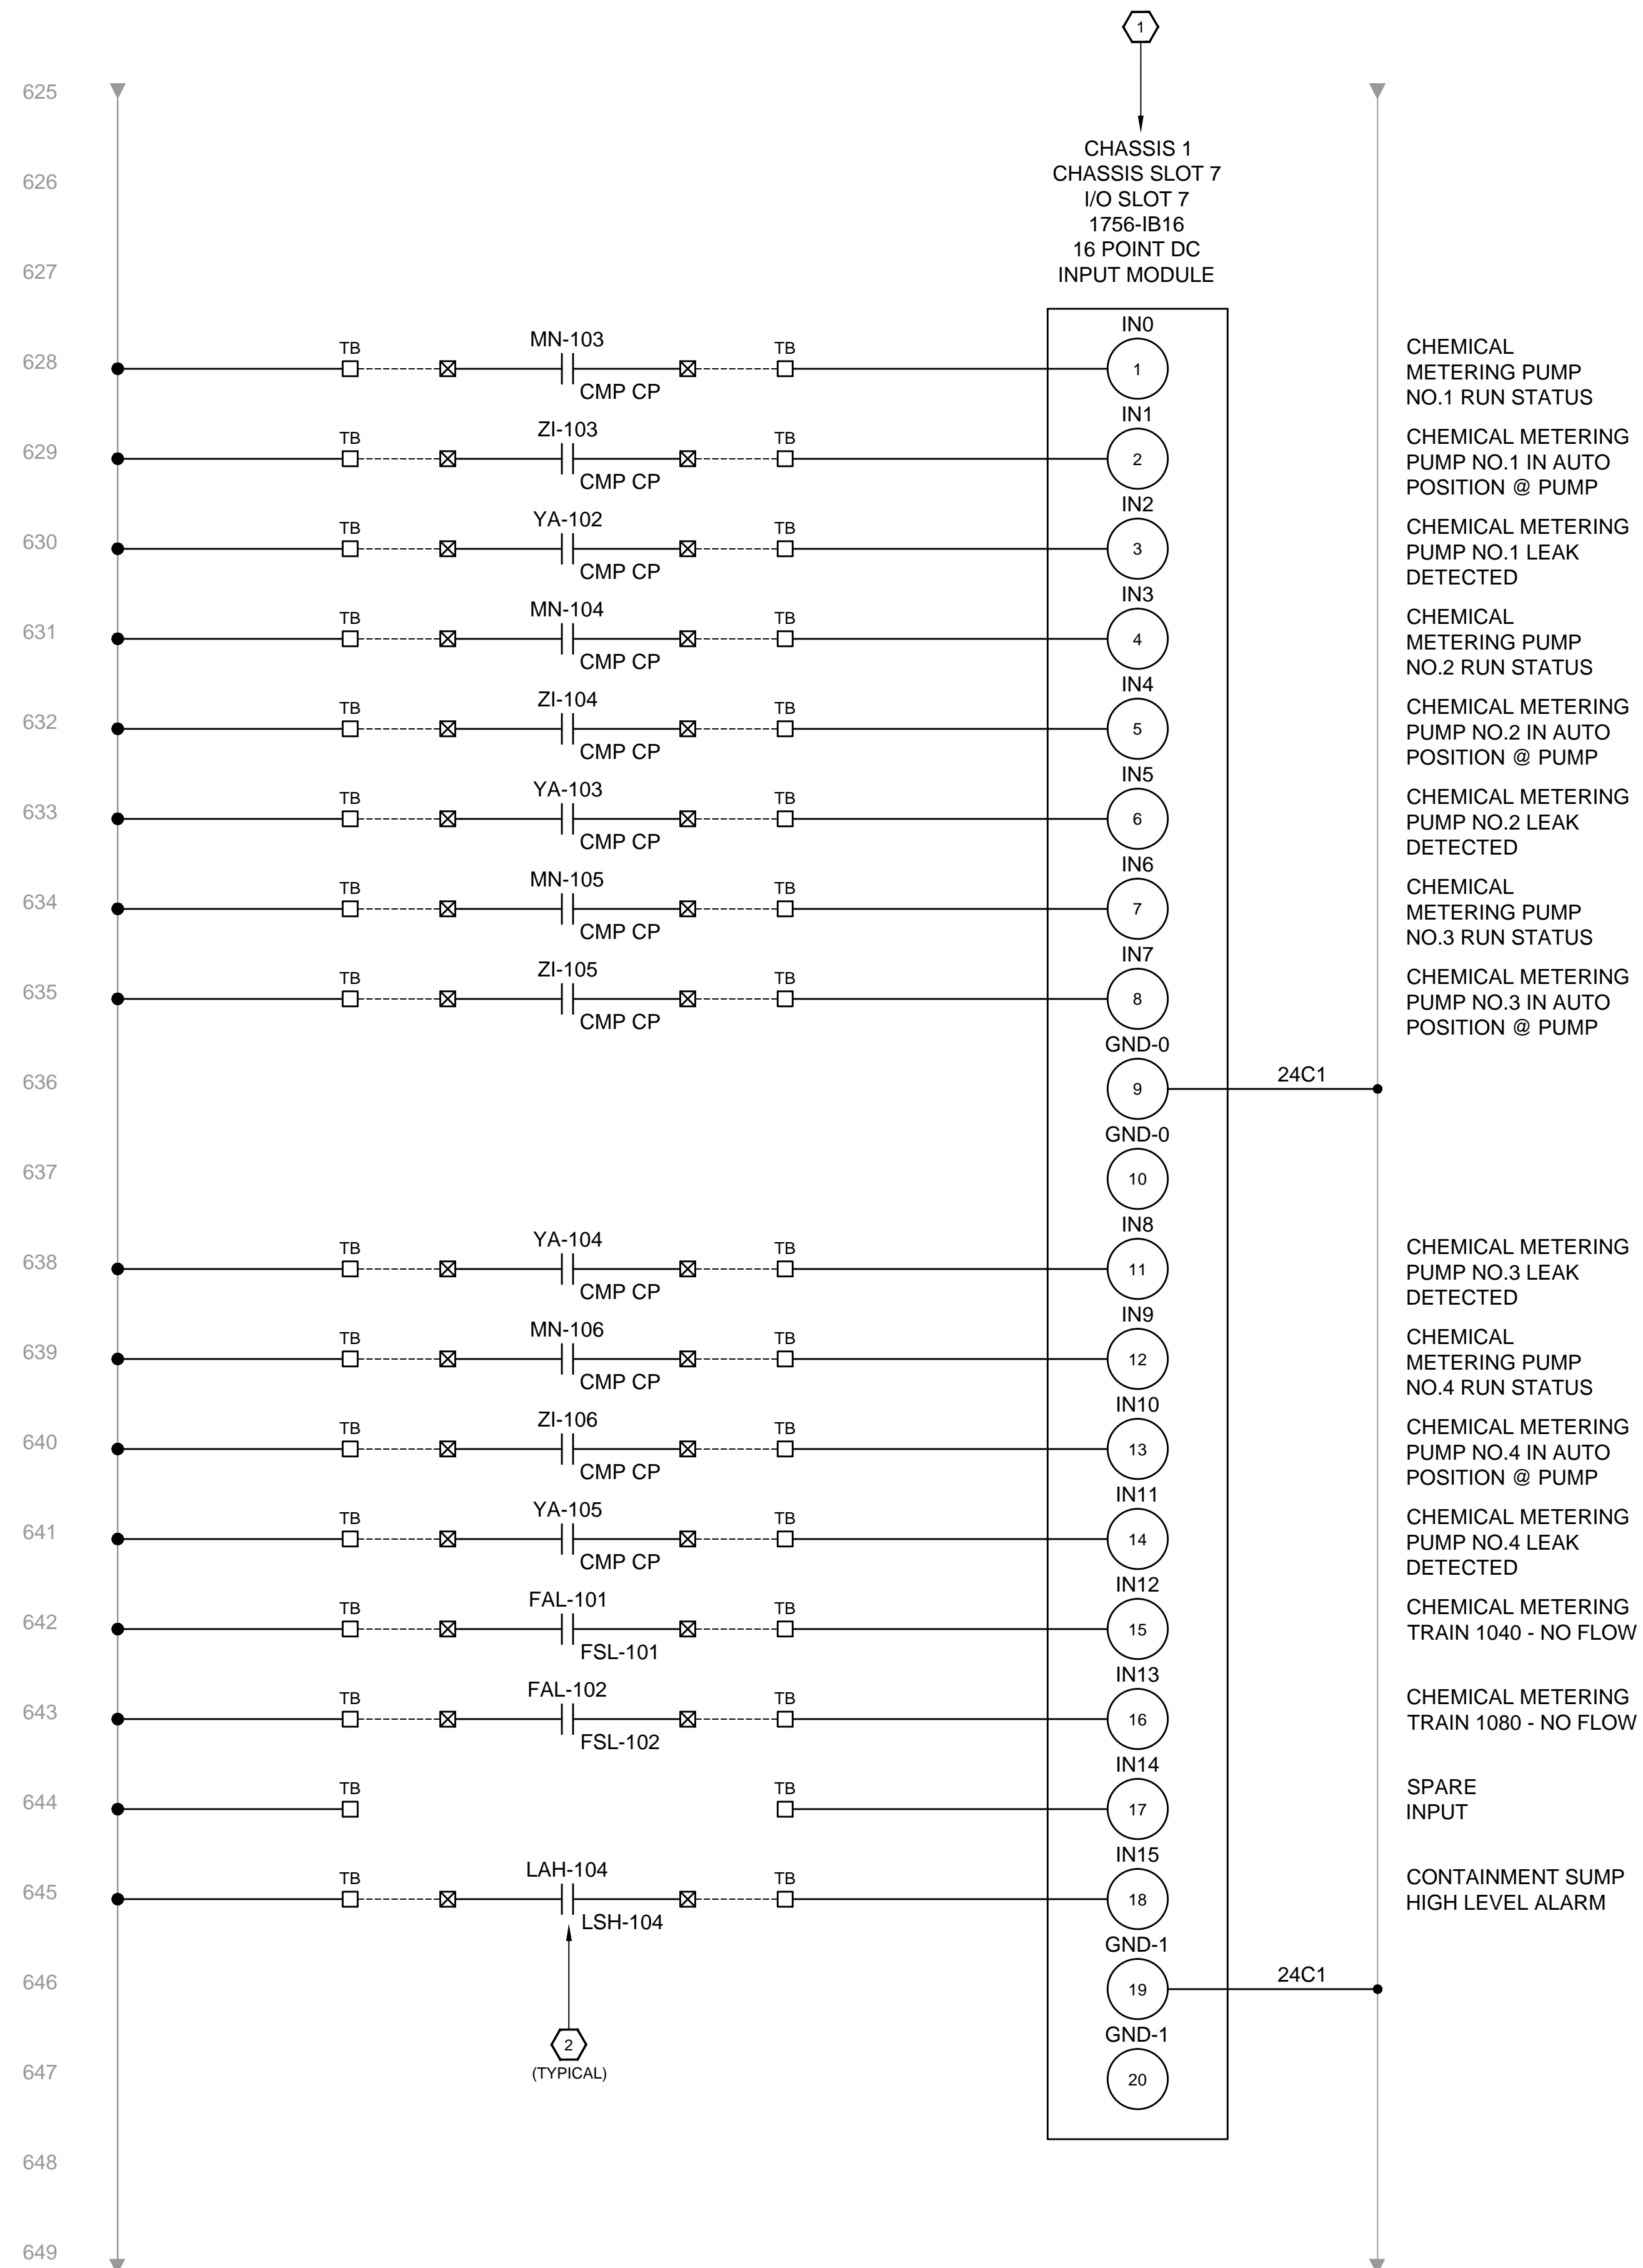 1
625
CHASSIS 1
CHASSIS SLOT 7
626
I/O SLOT 7
1756-IB16
16 POINT DC
627
INPUT MODULE
IN0
628
TB
MN-103
CMP CP
TB
1
CHEMICAL
METERING PUMP
NO.1 RUN STATUS
IN1
629
TB
ZI-103
CMP CP
TB
2
CHEMICAL METERING
PUMP NO.1 IN AUTO
POSITION @ PUMP
IN2
630
TB
YA-102
CMP CP
TB
3
CHEMICAL METERING
PUMP NO.1 LEAK
DETECTED
IN3
631
TB
MN-104
CMP CP
TB
4
CHEMICAL
METERING PUMP
NO.2 RUN STATUS
IN4
632
TB
ZI-104
CMP CP
TB
5
CHEMICAL METERING
PUMP NO.2 IN AUTO
POSITION @ PUMP
IN5
633
TB
YA-103
CMP CP
TB
6
CHEMICAL METERING
PUMP NO.2 LEAK
DETECTED
IN6
634
TB
MN-105
CMP CP
TB
7
CHEMICAL
METERING PUMP
NO.3 RUN STATUS
IN7
635
TB
ZI-105
CMP CP
TB
8
CHEMICAL METERING
PUMP NO.3 IN AUTO
POSITION @ PUMP
GND-0
636
9
24C1
GND-0
637
10
IN8
638
TB
YA-104
CMP CP
TB
11
CHEMICAL METERING
PUMP NO.3 LEAK
DETECTED
IN9
639
TB
MN-106
CMP CP
TB
12
CHEMICAL
METERING PUMP
NO.4 RUN STATUS
IN10
640
TB
ZI-106
CMP CP
TB
13
CHEMICAL METERING
PUMP NO.4 IN AUTO
POSITION @ PUMP
IN11
641
TB
YA-105
CMP CP
TB
14
CHEMICAL METERING
PUMP NO.4 LEAK
DETECTED
IN12
642
TB
FAL-101
FSL-101
TB
15
CHEMICAL METERING
TRAIN 1040 - NO FLOW
IN13
643
TB
FAL-102
FSL-102
TB
16
CHEMICAL METERING
TRAIN 1080 - NO FLOW
IN14
644
TB
TB
17
SPARE
INPUT
IN15
645
TB
LAH-104
LSH-104
TB
18
CONTAINMENT SUMP
HIGH LEVEL ALARM
GND-1
646
19
24C1
GND-1
2
(TYPICAL)
647
20
648
649